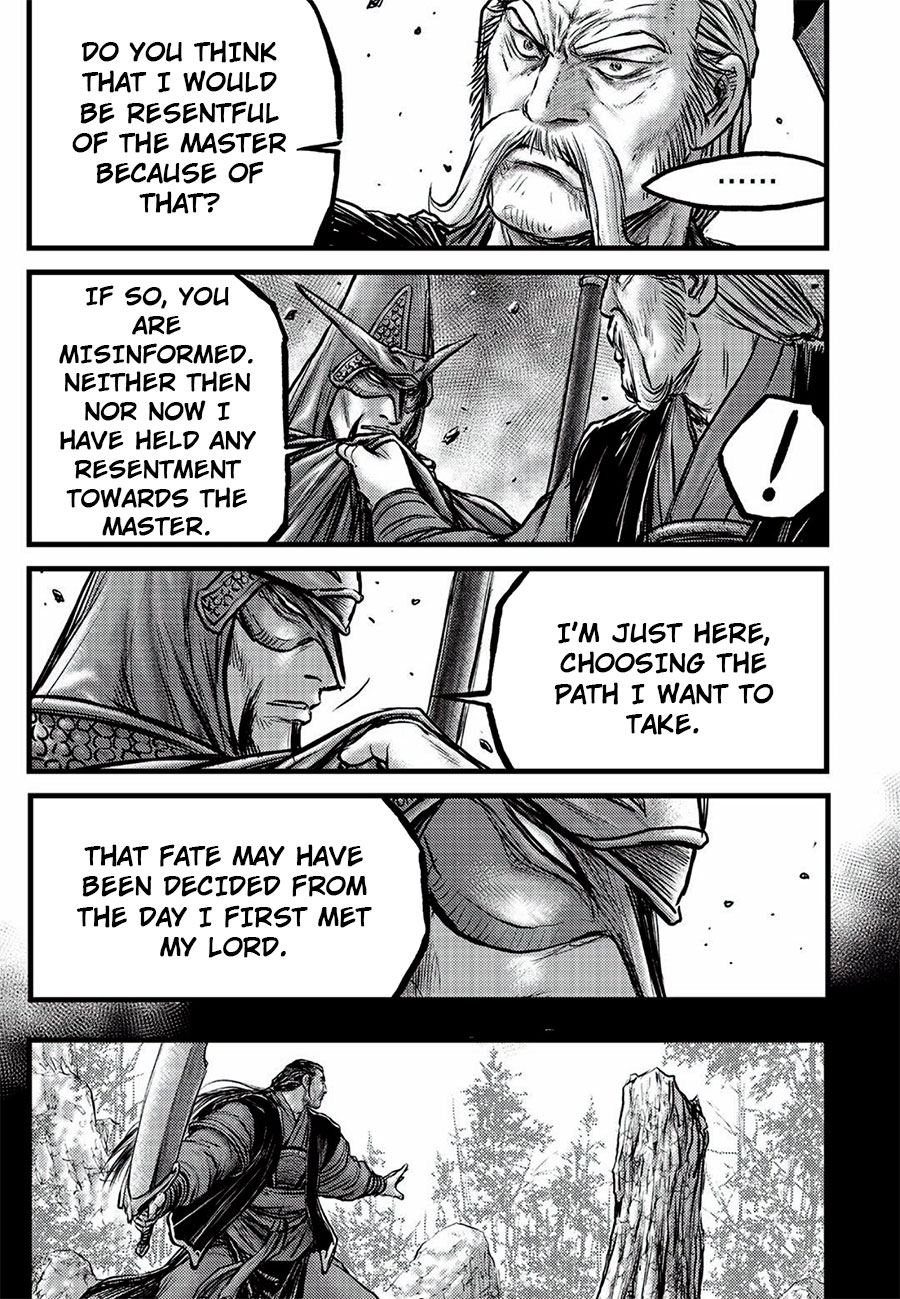 DO YOU THINK
THAT I WOULD
BE RESENTFUL
OF THE MASTER
BECAUSE OF
THAT?
......
IF SO, YOU
ARE
MISINFORMED.
NEITHER THEN
NOR NOW I
HAVE HELD ANY
RESENTMENT
TOWARDS THE
MASTER.
!
I'M JUST HERE,
CHOOSING THE
PATH I WANT TO
TAKE.
THAT FATE MAY HAVE
BEEN DECIDED FROM
THE DAY I FIRST MET
MY LORD.